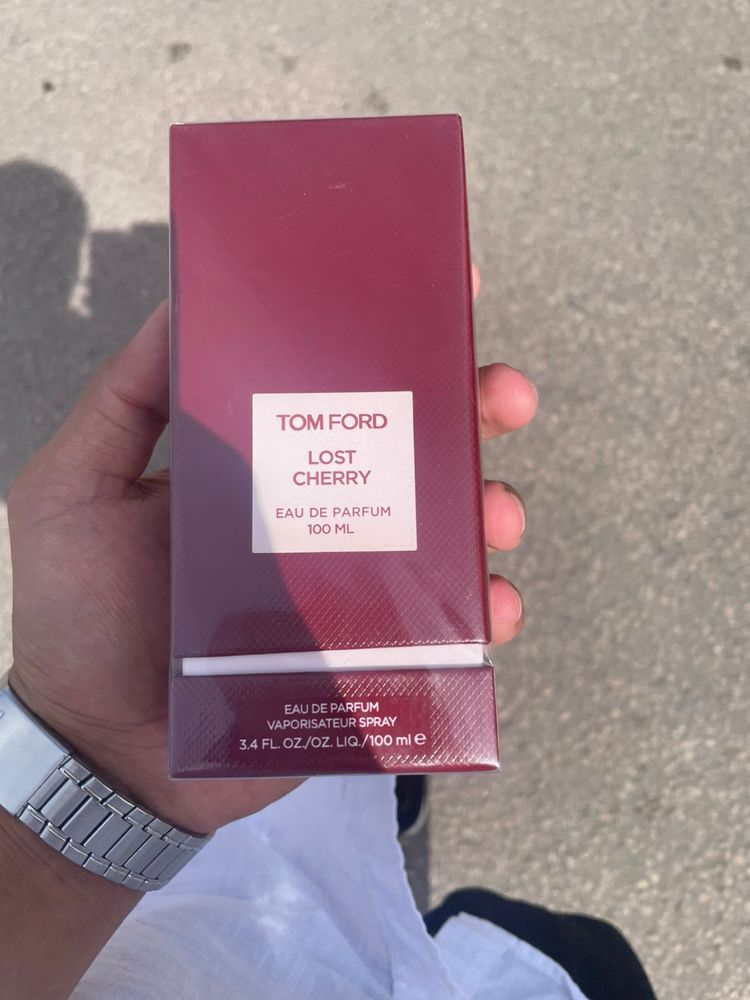 TOM FORD
LOST
CHERRY
EAU DE PARFUM
100 ML
EAU DE PARFUM
VAPORISATEUR SPRAY
3.4 FL. OZ./OZ. LIQ./100 ml ℮